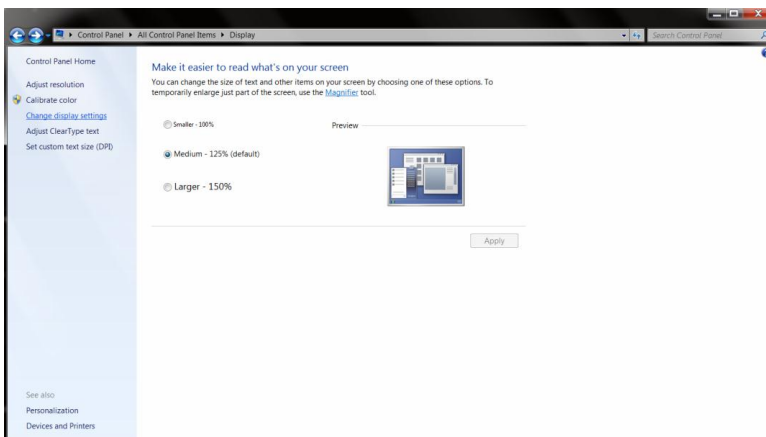 Control Panel ▸ All Control Panel Items ▸ Display
Search Control Panel
Control Panel Home
Adjust resolution
Calibrate color
Change display settings
Adjust ClearType text
Set custom text size (DPI)
Make it easier to read what's on your screen
You can change the size of text and other items on your screen by choosing one of these options. To
temporarily enlarge just part of the screen, use the Magnifier tool.
Smaller - 100%
Preview
Medium - 125% (default)
Larger - 150%
Apply
See also
Personalization
Devices and Printers